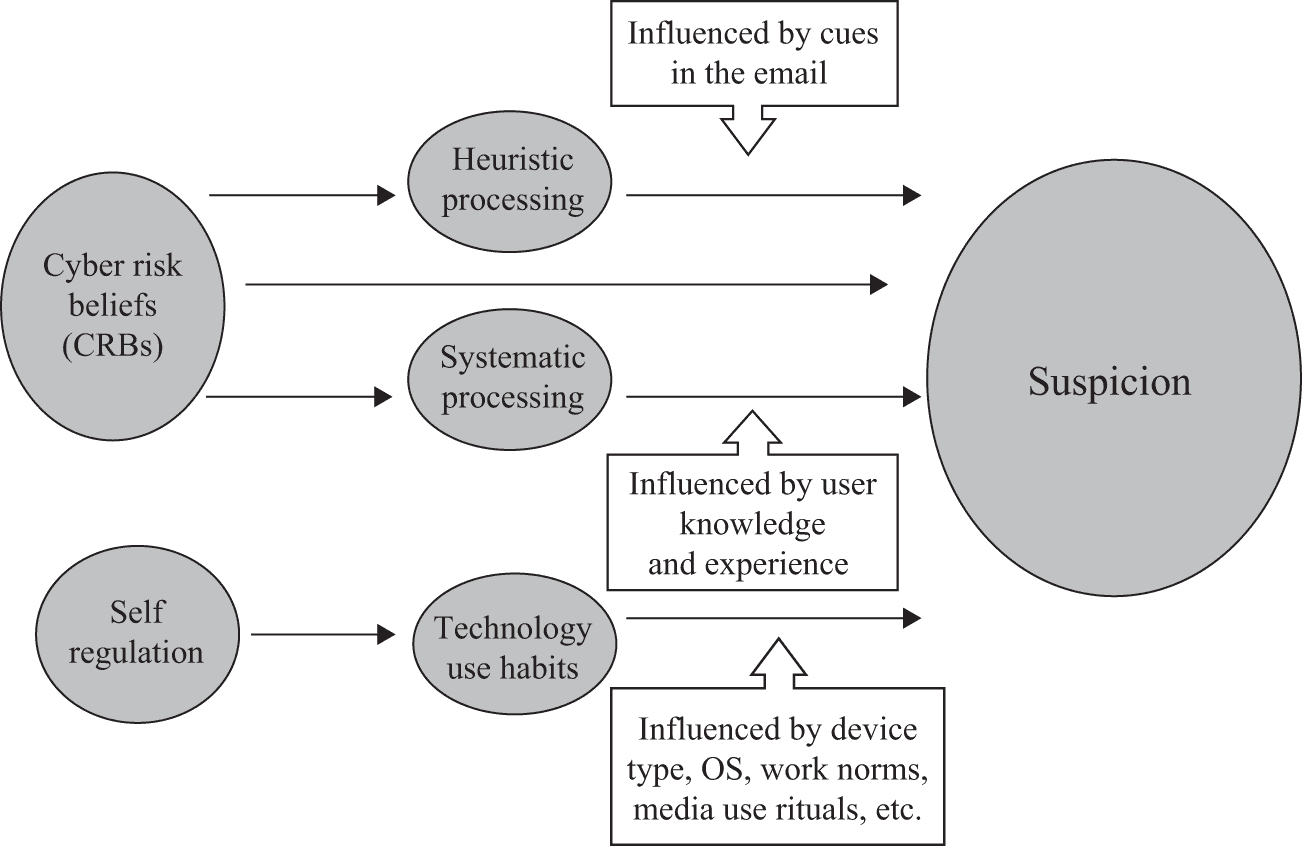 Influenced by cues
in the email
Heuristic
processing
Cyber risk
beliefs
(CRBs)
Systematic
processing
Suspicion
Influenced by user
knowledge
and experience
Self
regulation
Technology
use habits
Influenced by device
type, OS, work norms,
media use rituals, etc.